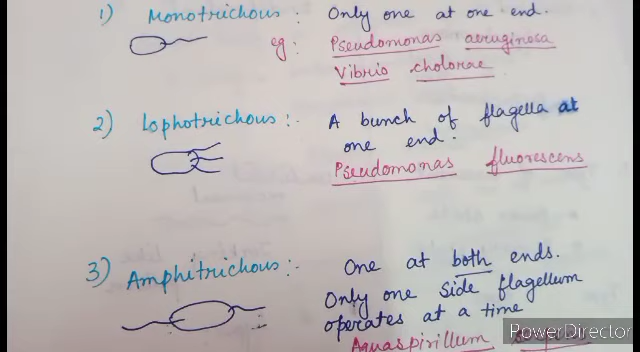 1) Monotrichous: Only one at one end.
eg: Pseudomonas aeruginosa
Vibrio cholorae
2) Lophotrichous:- A bunch of flagella at
one end.
Pseudomonas fluorescens
3) Amphitrichous:- One at both ends.
Only one side flagellum
operates at a time
Aquaspirillum
PowerDirector